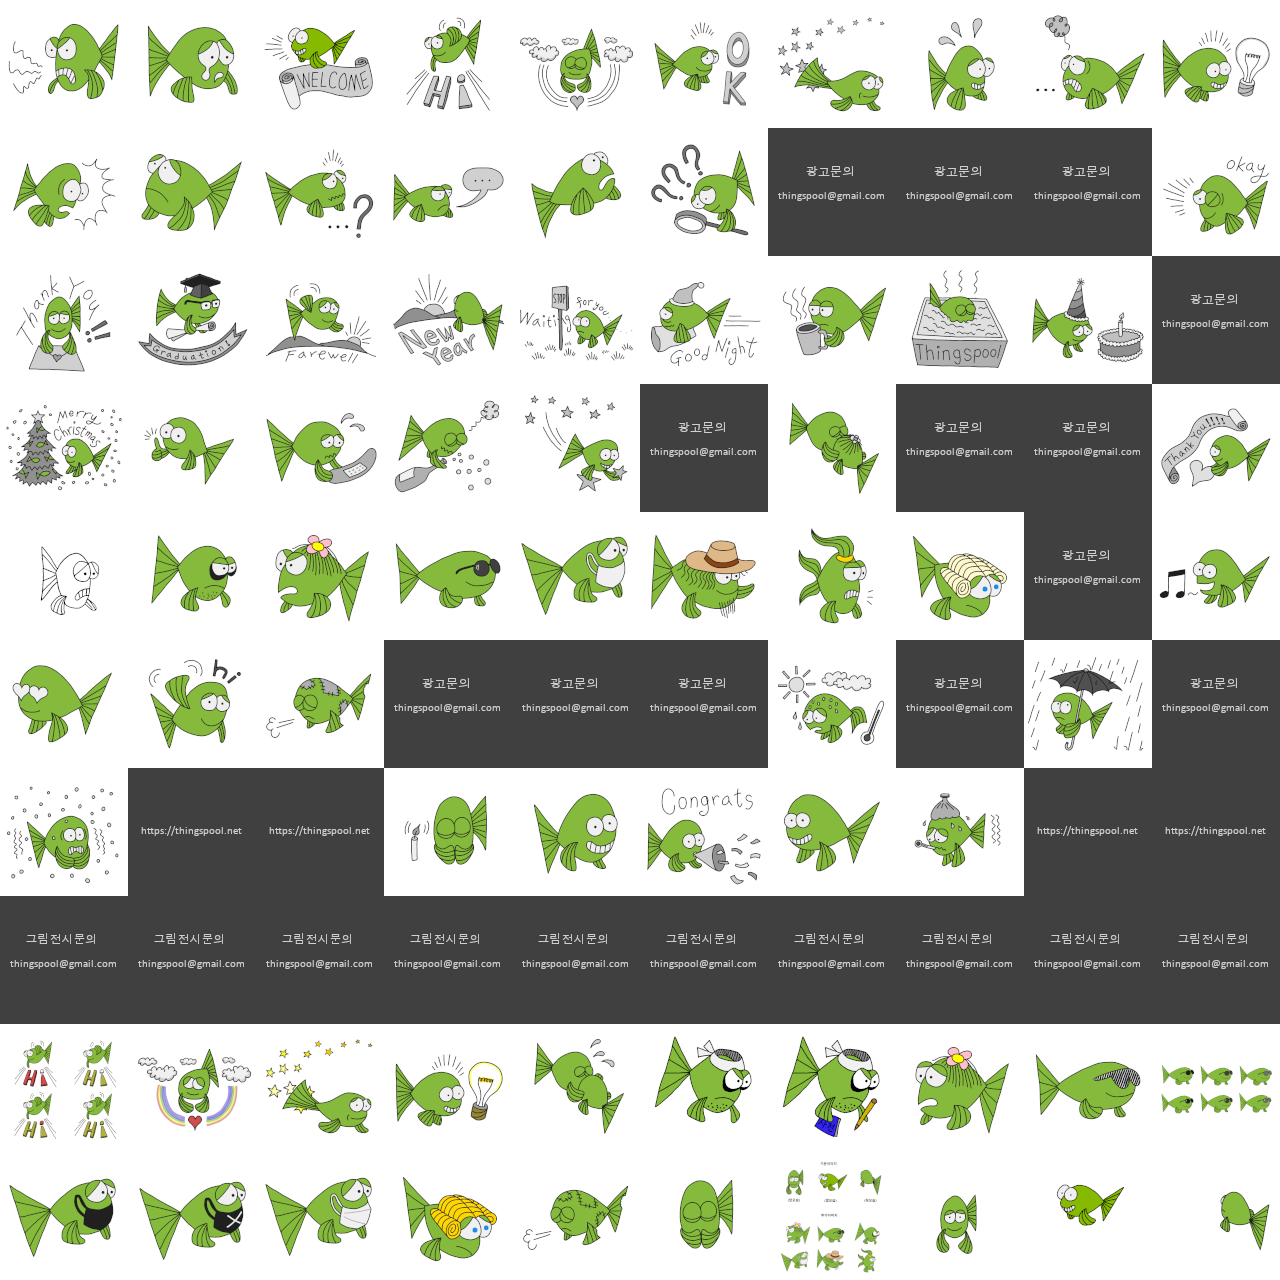 WELCOME
Hi
OK
...
... ?
...
???
광고문의
thingspool@gmail.com
광고문의
thingspool@gmail.com
광고문의
thingspool@gmail.com
okay
Thank You
!!
Graduation!
Farewell
New Year
STOP
Waiting for you
Good Night
Thingspool
광고문의
thingspool@gmail.com
Merry
Christmas
광고문의
thingspool@gmail.com
광고문의
thingspool@gmail.com
광고문의
thingspool@gmail.com
Thank You!!!!
광고문의
thingspool@gmail.com
hi
광고문의
thingspool@gmail.com
광고문의
thingspool@gmail.com
광고문의
thingspool@gmail.com
광고문의
thingspool@gmail.com
광고문의
thingspool@gmail.com
https://thingspool.net
https://thingspool.net
Congrats
https://thingspool.net
https://thingspool.net
그림전시문의
thingspool@gmail.com
그림전시문의
thingspool@gmail.com
그림전시문의
thingspool@gmail.com
그림전시문의
thingspool@gmail.com
그림전시문의
thingspool@gmail.com
그림전시문의
thingspool@gmail.com
그림전시문의
thingspool@gmail.com
그림전시문의
thingspool@gmail.com
그림전시문의
thingspool@gmail.com
그림전시문의
thingspool@gmail.com
Hi
Hi
Hi
Hi